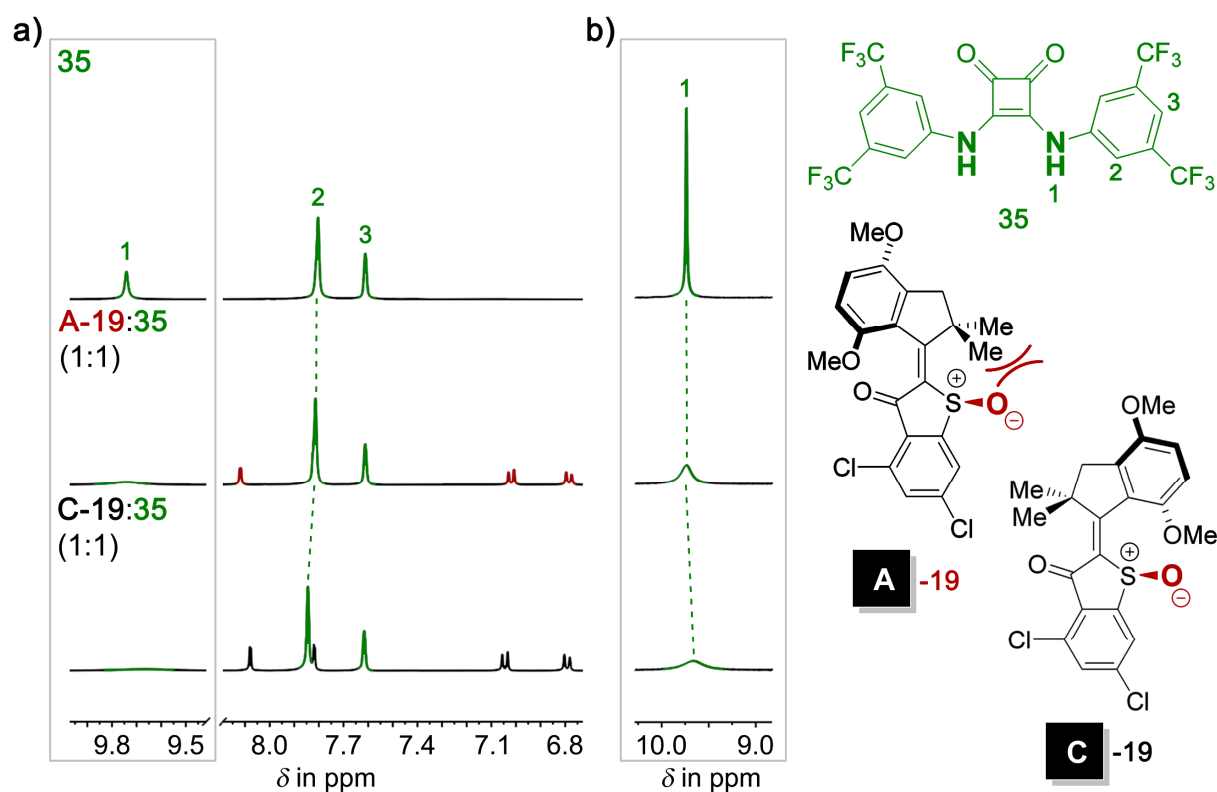 a)
35
1
2
3
A-19:35
(1:1)
C-19:35
(1:1)
9.8 9.5 8.0 7.7 7.4 7.1 6.8
δ in ppm
b)
1
10.0 9.0
δ in ppm
O O
CF3 CF3
F3C N N CF3
H H
1 2 3
35
MeO
Me
MeO Me
O S ⊕ O ⊖
Cl
Cl
A -19
OMe
Me
Me
OMe
O S ⊕ O ⊖
Cl
Cl
C -19